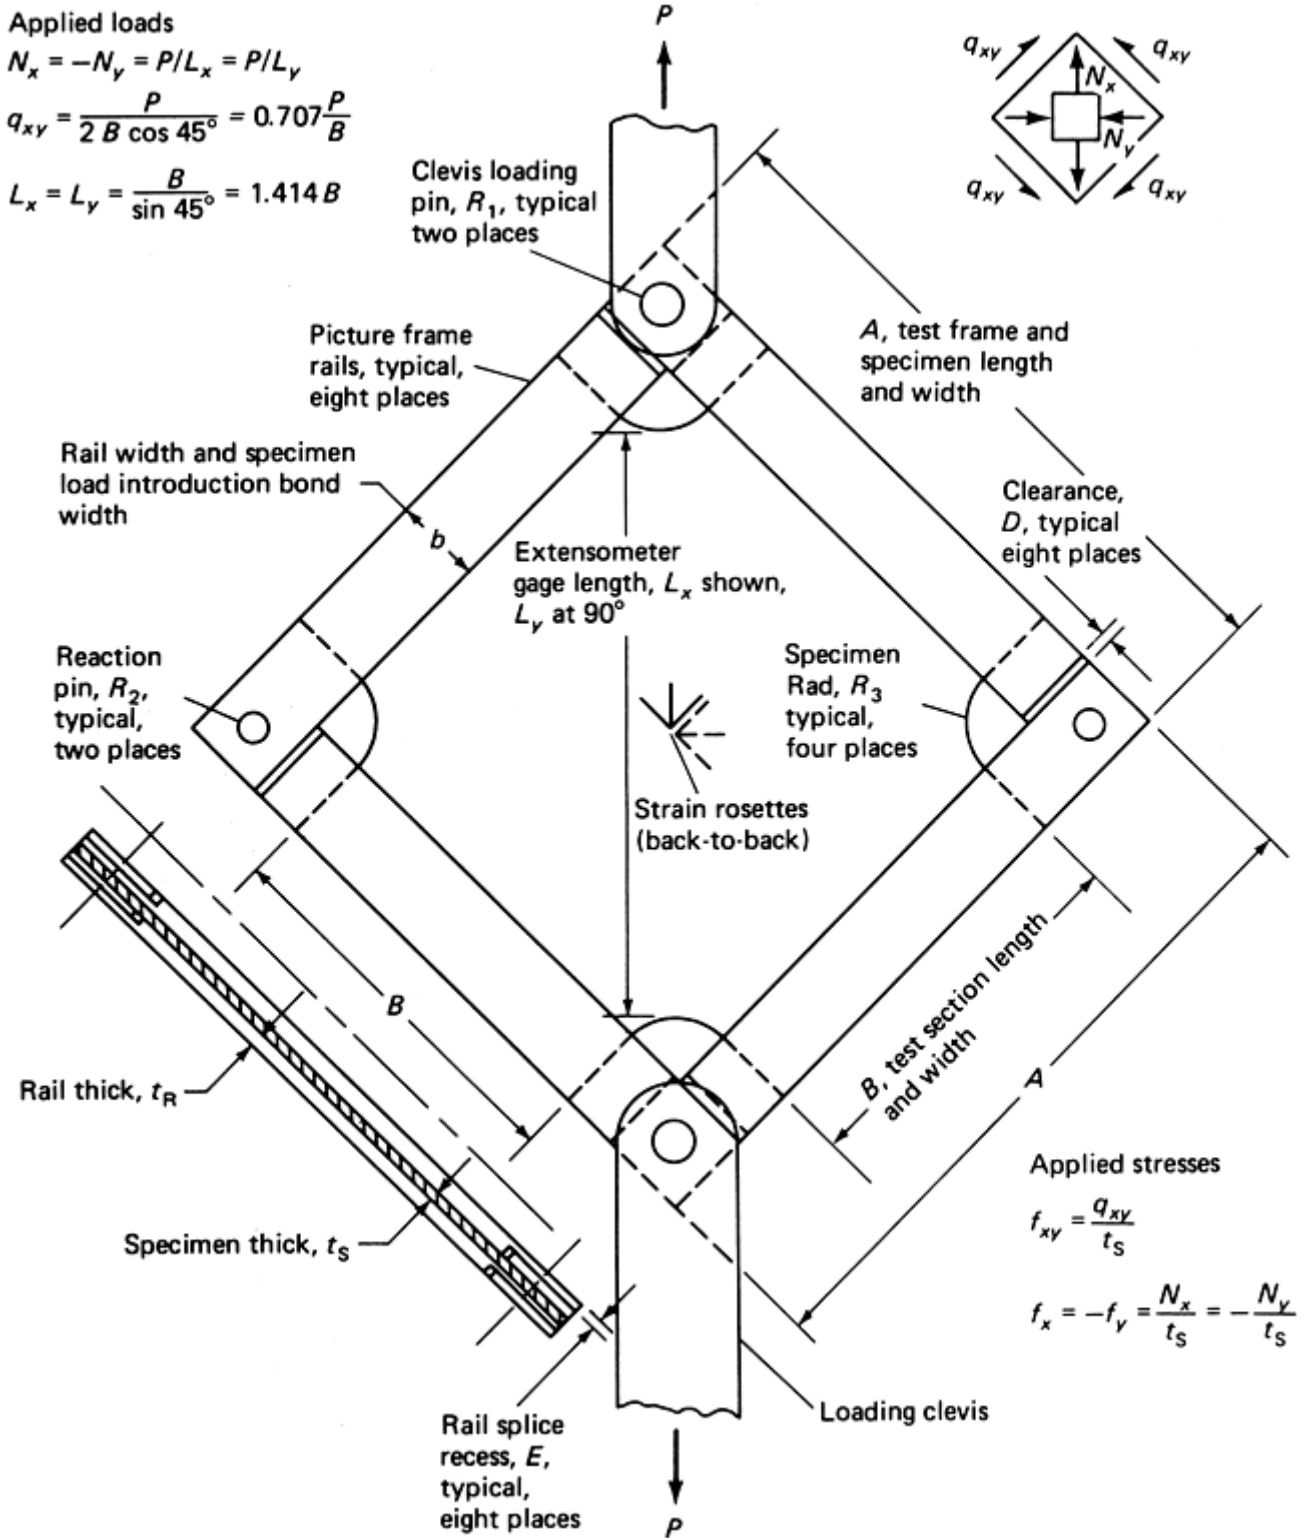 Applied loads
N_x = −N_y = P/L_x = P/L_y
q_xy = P / (2 B cos 45°) = 0.707 P/B
L_x = L_y = B / sin 45° = 1.414 B
P
q_xy
q_xy
N_x
N_y
q_xy
q_xy
Clevis loading
pin, R_1, typical
two places
Picture frame
rails, typical,
eight places
A, test frame and
specimen length
and width
Rail width and specimen
load introduction bond
width
b
Clearance,
D, typical
eight places
Extensometer
gage length, L_x shown,
L_y at 90°
Reaction
pin, R_2,
typical,
two places
Specimen
Rad, R_3
typical,
four places
Strain rosettes
(back-to-back)
B
B, test section length
and width
A
Rail thick, t_R
Specimen thick, t_S
Applied stresses
f_xy = q_xy / t_S
f_x = −f_y = N_x / t_S = − N_y / t_S
Loading clevis
Rail splice
recess, E,
typical,
eight places
P